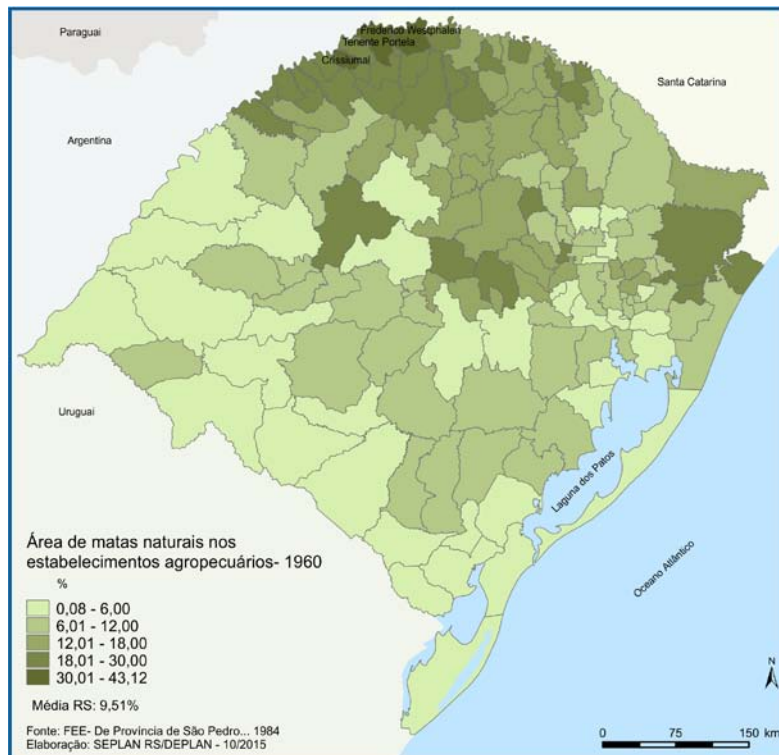 Paraguai
Frederico Westphalen
Tenente Portela
Crissiumal
Santa Catarina
Argentina
Uruguai
Laguna dos Patos
Oceano Atlântico
Área de matas naturais nos
estabelecimentos agropecuários- 1960
%
0,08 - 6,00
6,01 - 12,00
12,01 - 18,00
18,01 - 30,00
30,01 - 43,12
Média RS: 9,51%
Fonte: FEE- De Província de São Pedro... 1984
Elaboração: SEPLAN RS/DEPLAN - 10/2015
N
0 75 150 km